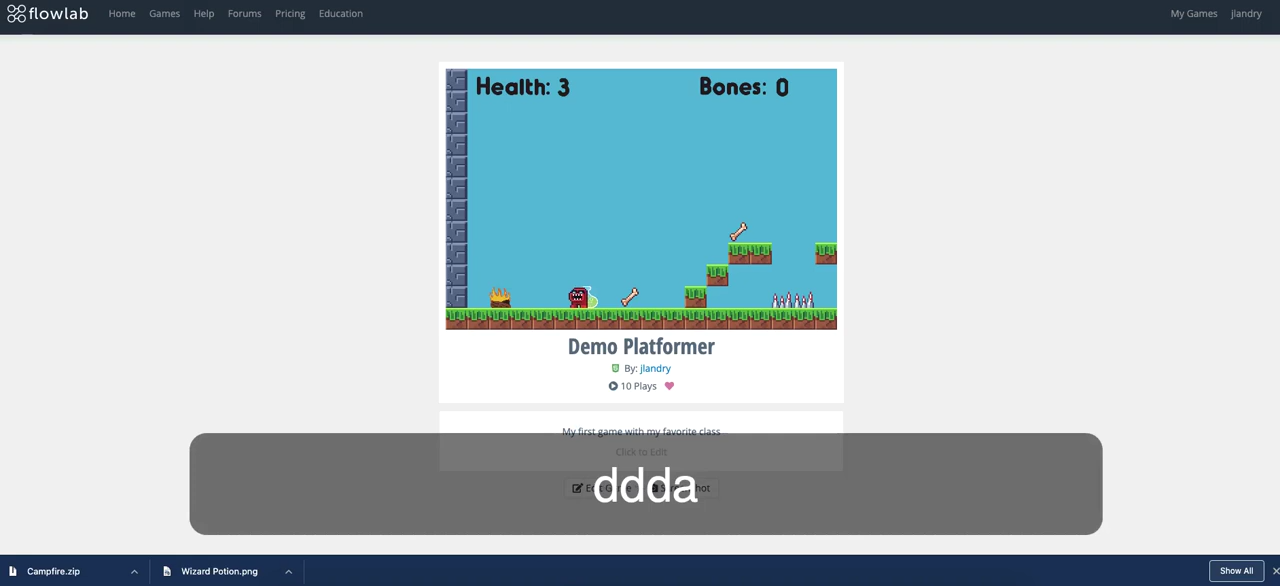 flowlab Home Games Help Forums Pricing Education My Games jlandry
Health: 3 Bones: 0
Demo Platformer
By: jlandry
10 Plays
My first game with my favorite class
Click to Edit
ddda
Campfire.zip Wizard Potion.png Show All